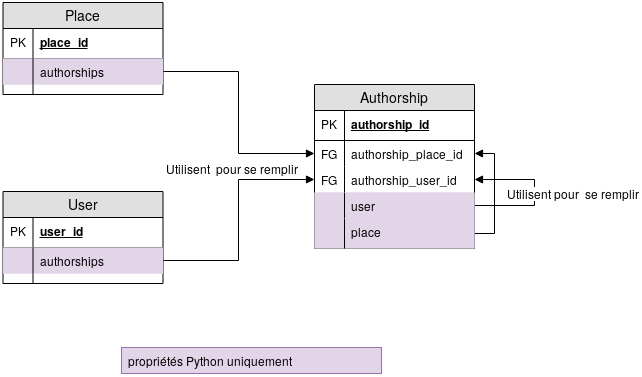 Place
PK place_id
authorships
Authorship
PK authorship_id
FG authorship_place_id
FG authorship_user_id
user
place
Utilisent pour se remplir
Utilisent pour se remplir
User
PK user_id
authorships
propriétés Python uniquement